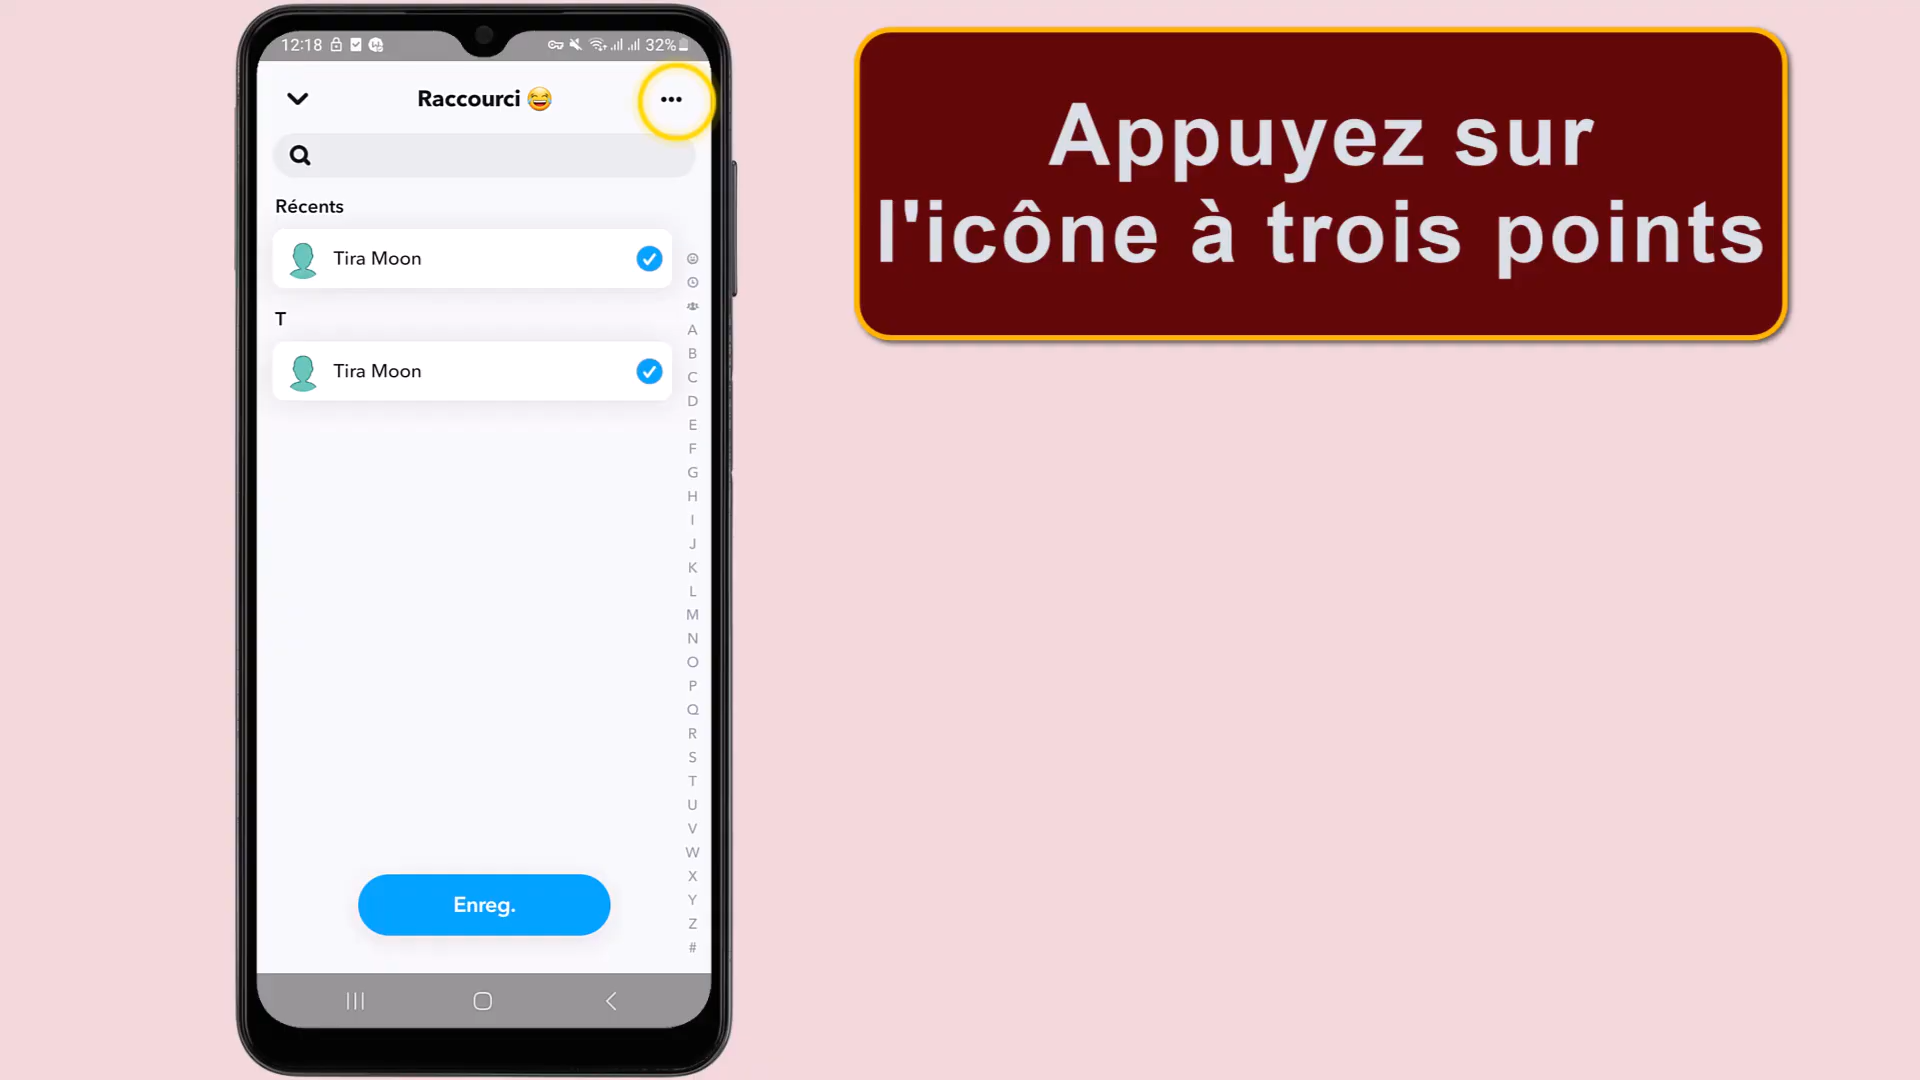 12:18
32%
Raccourci 😂
Récents
Tira Moon
T
Tira Moon
A
B
C
D
E
F
G
H
I
J
K
L
M
N
O
P
Q
R
S
T
U
V
W
X
Y
Z
#
Enreg.
Appuyez sur
l'icône à trois points